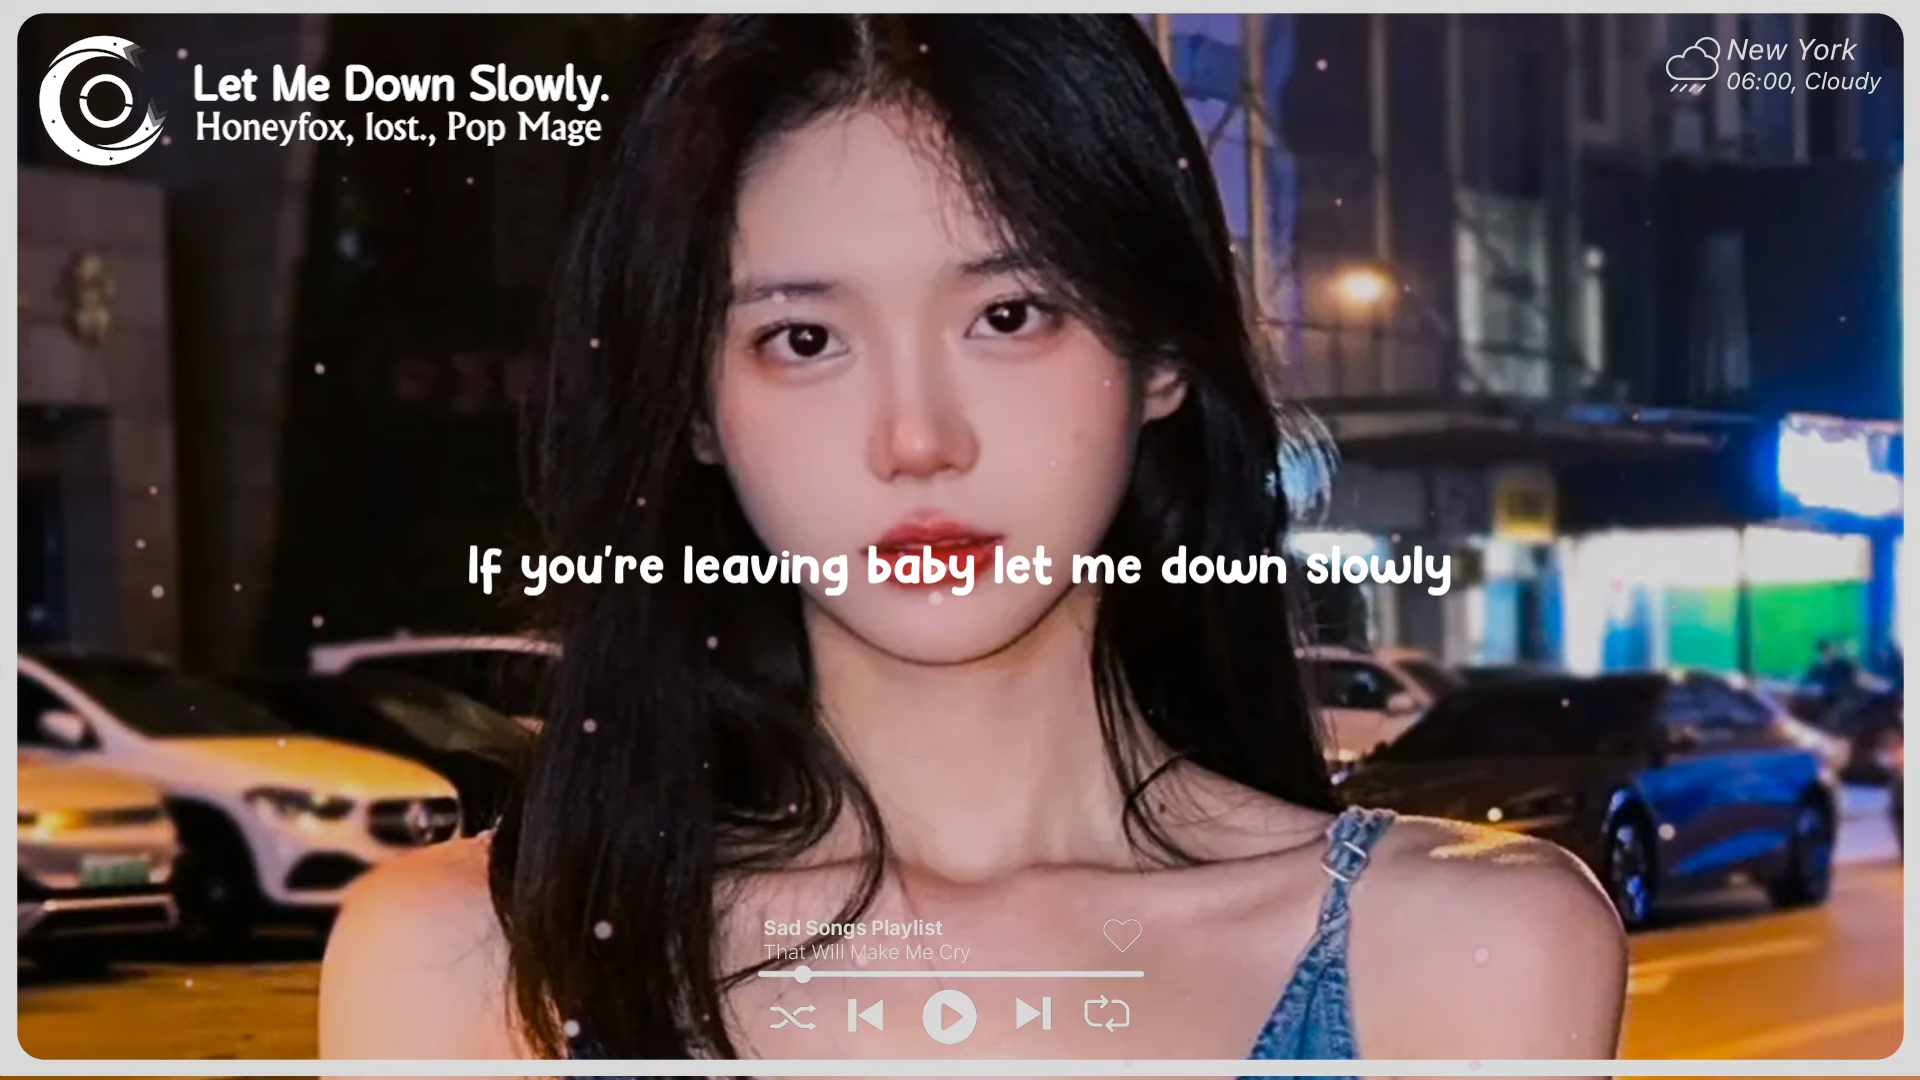 Let Me Down Slowly.
Honeyfox, lost., Pop Mage
New York
06:00, Cloudy
If you're leaving baby let me down slowly
Sad Songs Playlist
That Will Make Me Cry